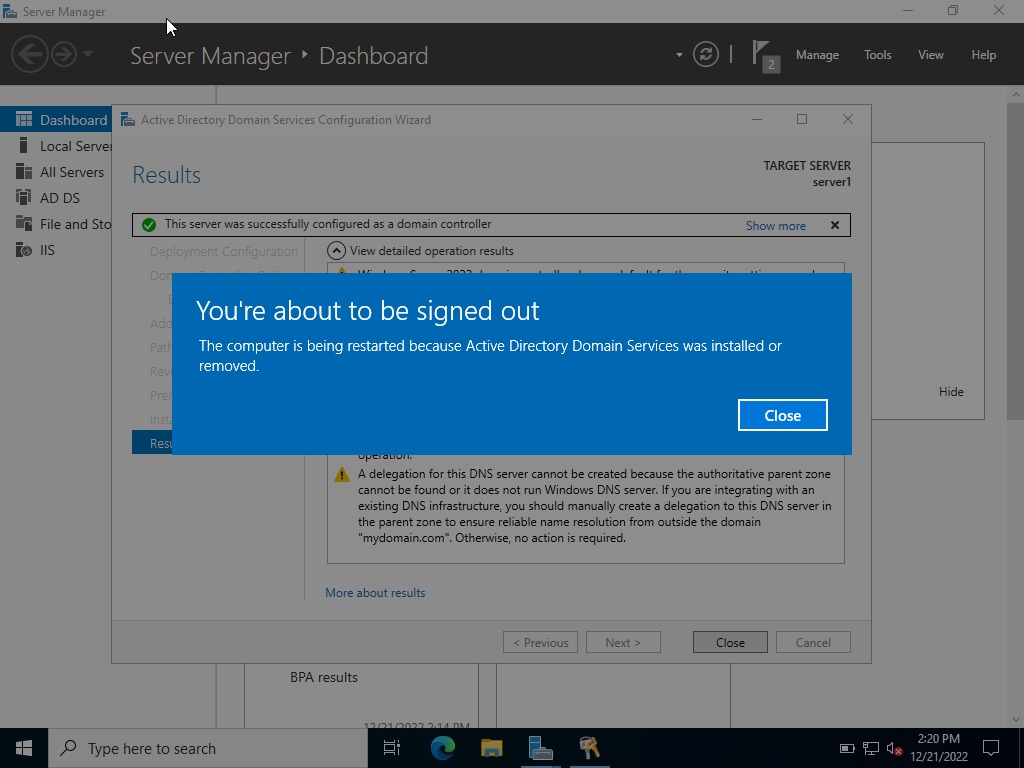 Server Manager
Server Manager ‣ Dashboard
2
Manage
Tools
View
Help
Dashboard
Local Server
All Servers
AD DS
File and Sto
IIS
Active Directory Domain Services Configuration Wizard
Results
TARGET SERVER
server1
This server was successfully configured as a domain controller
Show more
Deployment Configuration
View detailed operation results
You're about to be signed out
The computer is being restarted because Active Directory Domain Services was installed or
removed.
Close
operation.
A delegation for this DNS server cannot be created because the authoritative parent zone
cannot be found or it does not run Windows DNS server. If you are integrating with an
existing DNS infrastructure, you should manually create a delegation to this DNS server in
the parent zone to ensure reliable name resolution from outside the domain
"mydomain.com". Otherwise, no action is required.
More about results
< Previous
Next >
Close
Cancel
Hide
BPA results
12/21/2022 2:14 PM
Type here to search
2:20 PM
12/21/2022